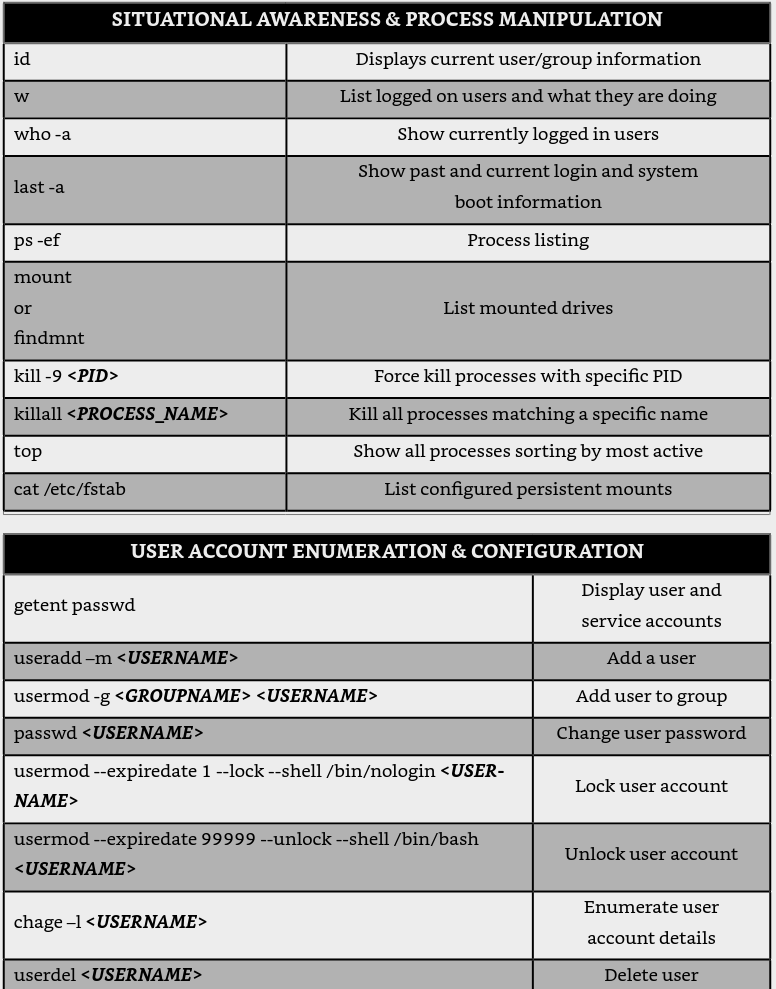 SITUATIONAL AWARENESS & PROCESS MANIPULATION
id
Displays current user/group information
w
List logged on users and what they are doing
who -a
Show currently logged in users
last -a
Show past and current login and system
boot information
ps -ef
Process listing
mount
or
findmnt
List mounted drives
kill -9 <PID>
Force kill processes with specific PID
killall <PROCESS_NAME>
Kill all processes matching a specific name
top
Show all processes sorting by most active
cat /etc/fstab
List configured persistent mounts
USER ACCOUNT ENUMERATION & CONFIGURATION
getent passwd
Display user and
service accounts
useradd –m <USERNAME>
Add a user
usermod -g <GROUPNAME> <USERNAME>
Add user to group
passwd <USERNAME>
Change user password
usermod --expiredate 1 --lock --shell /bin/nologin <USER-
NAME>
Lock user account
usermod --expiredate 99999 --unlock --shell /bin/bash
<USERNAME>
Unlock user account
chage –l <USERNAME>
Enumerate user
account details
userdel <USERNAME>
Delete user